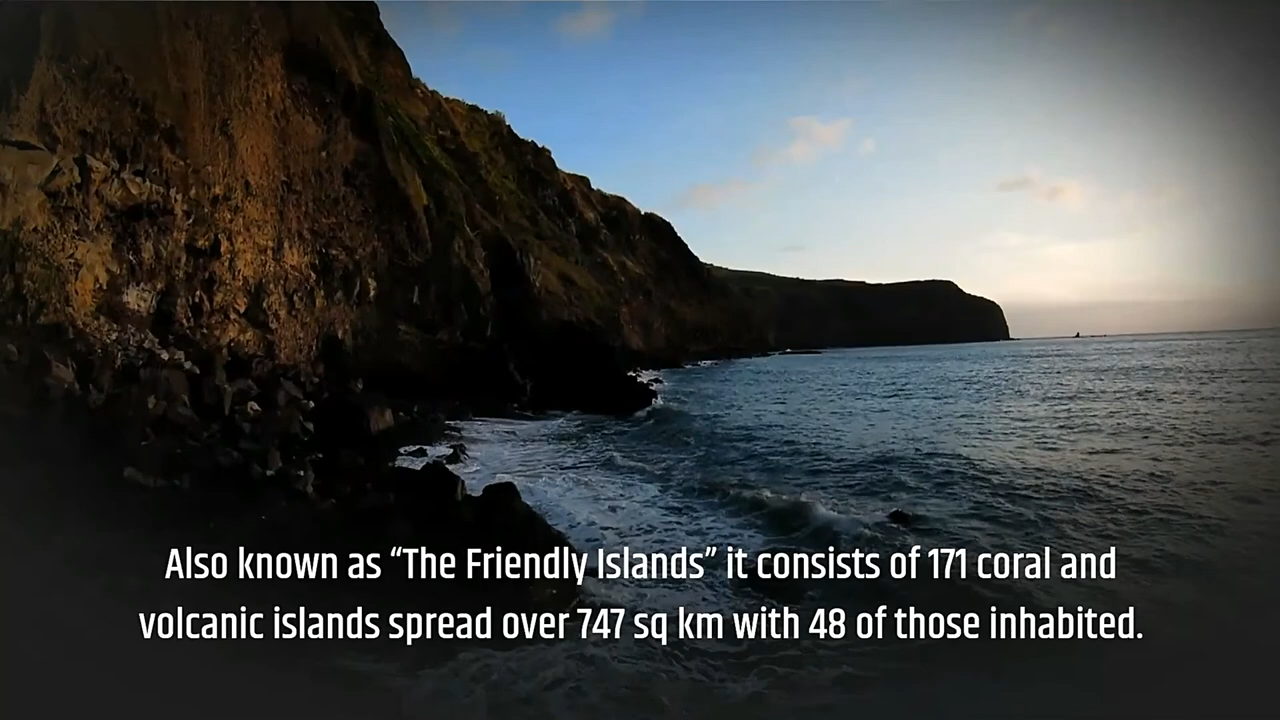 Also known as “The Friendly Islands” it consists of 171 coral and
volcanic islands spread over 747 sq km with 48 of those inhabited.